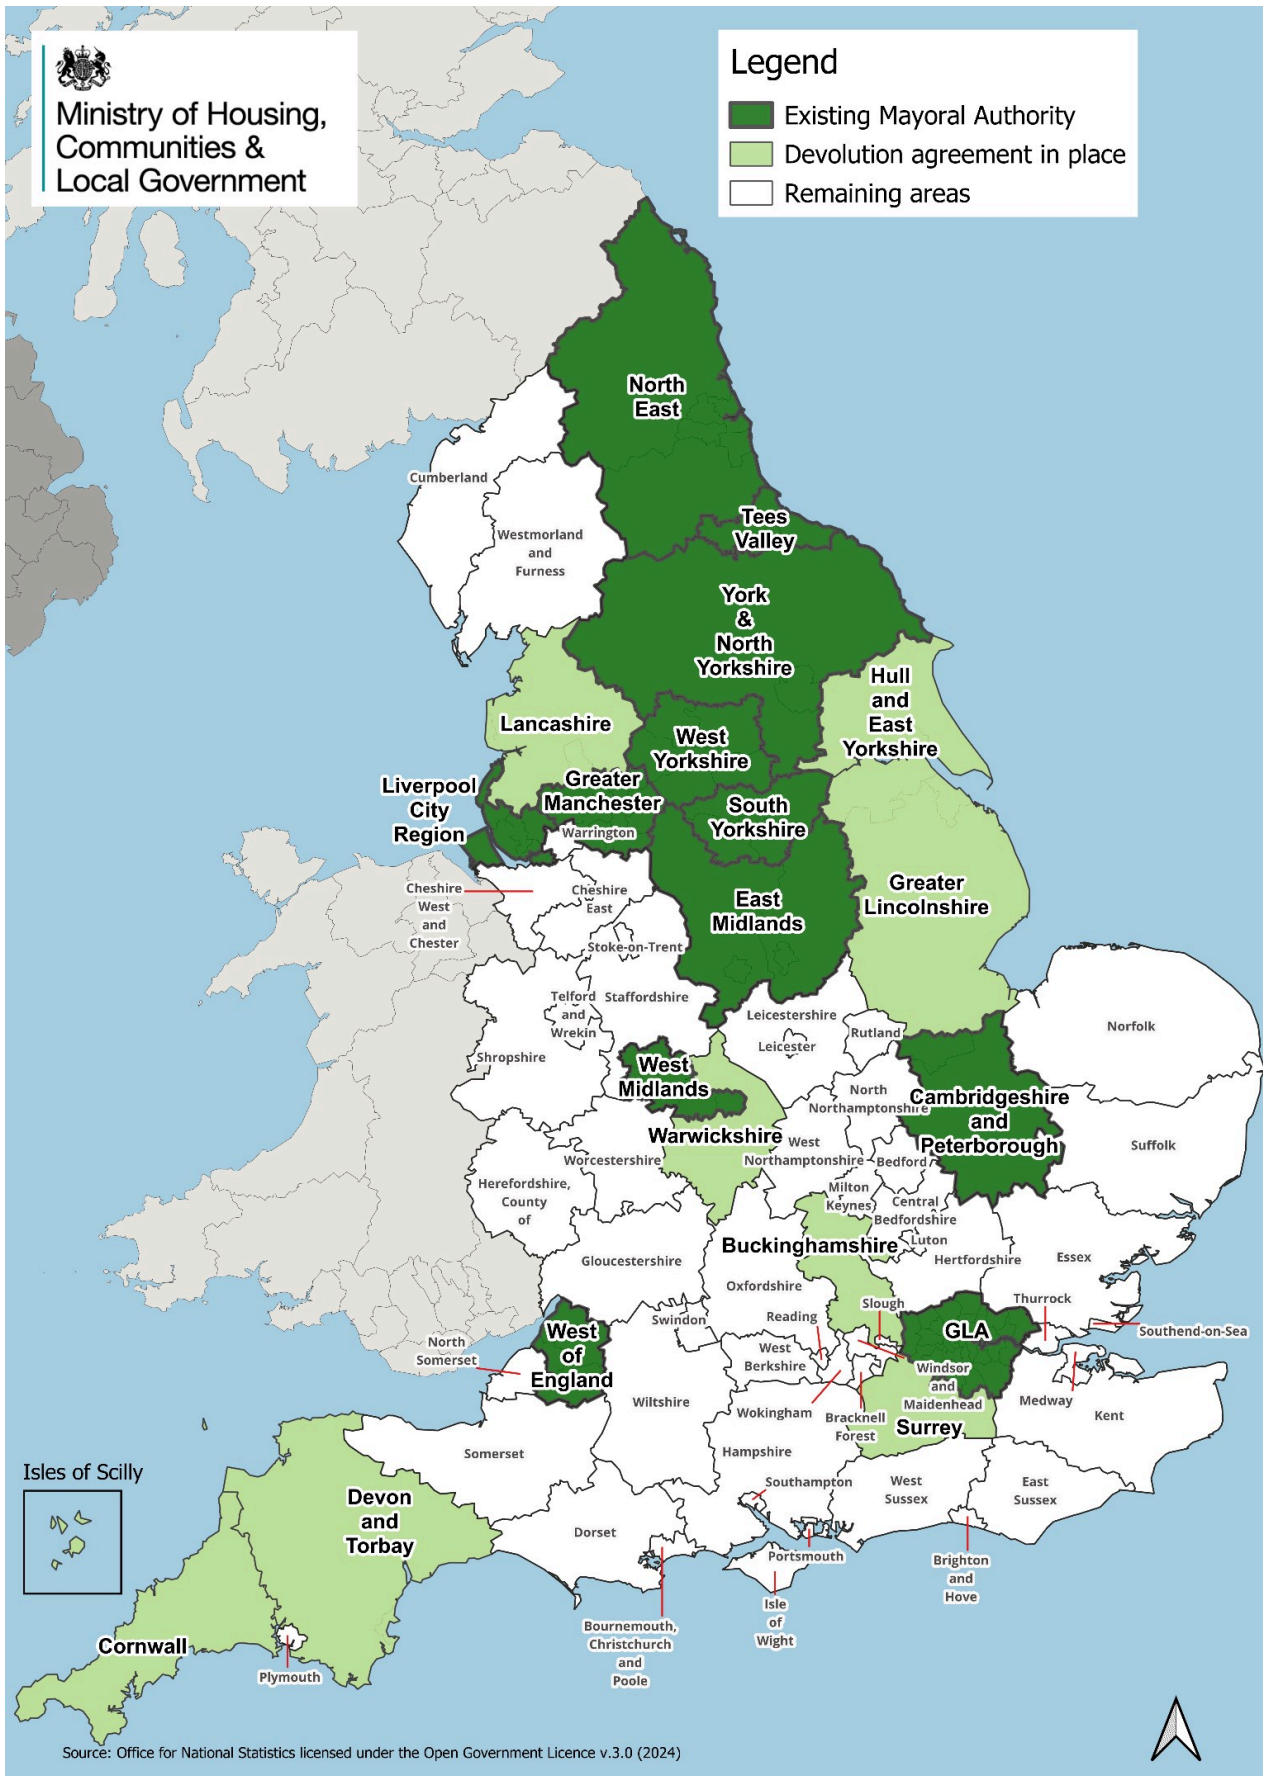 Ministry of Housing,
Communities &
Local Government
Legend
Existing Mayoral Authority
Devolution agreement in place
Remaining areas
North
East
Cumberland
Westmorland
and
Furness
Tees
Valley
York
&
North
Yorkshire
Hull
and
East
Yorkshire
Lancashire
West
Yorkshire
Liverpool
City
Region
Greater
Manchester
South
Yorkshire
Warrington
Cheshire
West
and
Chester
Cheshire
East
East
Midlands
Greater
Lincolnshire
Stoke-on-Trent
Telford
and
Wrekin
Staffordshire
Shropshire
Leicestershire
Leicester
Rutland
Norfolk
West
Midlands
North
Northamptonshire
Cambridgeshire
and
Peterborough
Warwickshire
Suffolk
Worcestershire
West
Northamptonshire
Bedford
Herefordshire,
County
of
Milton
Keynes
Central
Bedfordshire
Luton
Buckinghamshire
Hertfordshire
Essex
Gloucestershire
Oxfordshire
Thurrock
Slough
Reading
Swindon
GLA
Southend-on-Sea
North
Somerset
West
of
England
West
Berkshire
Windsor
and
Maidenhead
Wiltshire
Wokingham
Bracknell
Forest
Surrey
Medway
Kent
Somerset
Hampshire
Southampton
West
Sussex
East
Sussex
Isles of Scilly
Devon
and
Torbay
Dorset
Portsmouth
Brighton
and
Hove
Isle
of
Wight
Bournemouth,
Christchurch
and
Poole
Cornwall
Plymouth
Source: Office for National Statistics licensed under the Open Government Licence v.3.0 (2024)